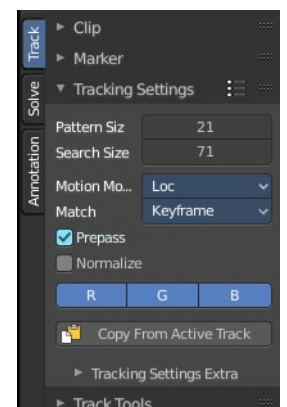 Track
Solve
Annotation
Clip
Marker
Tracking Settings
Pattern Siz 21
Search Size 71
Motion Mo... Loc
Match Keyframe
Prepass
Normalize
R G B
Copy From Active Track
Tracking Settings Extra
Track Tools